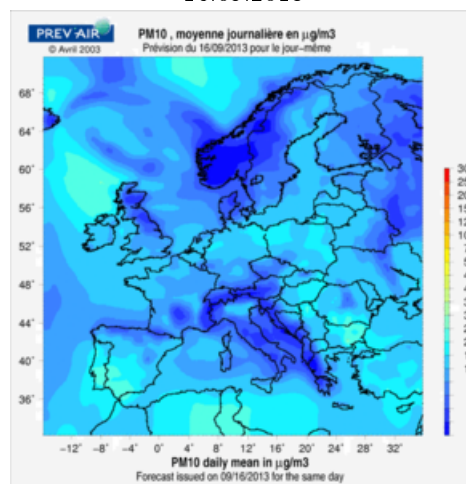 PREV'AIR
© Avril 2003
PM10 , moyenne journalière en µg/m3
Prévision du 16/09/2013 pour le jour-même
68°
64°
60°
56°
52°
48°
44°
40°
36°
−12° −8° −4° 0° 4° 8° 12° 16° 20° 24° 28° 32°
PM10 daily mean in µg/m3
Forecast issued on 09/16/2013 for the same day